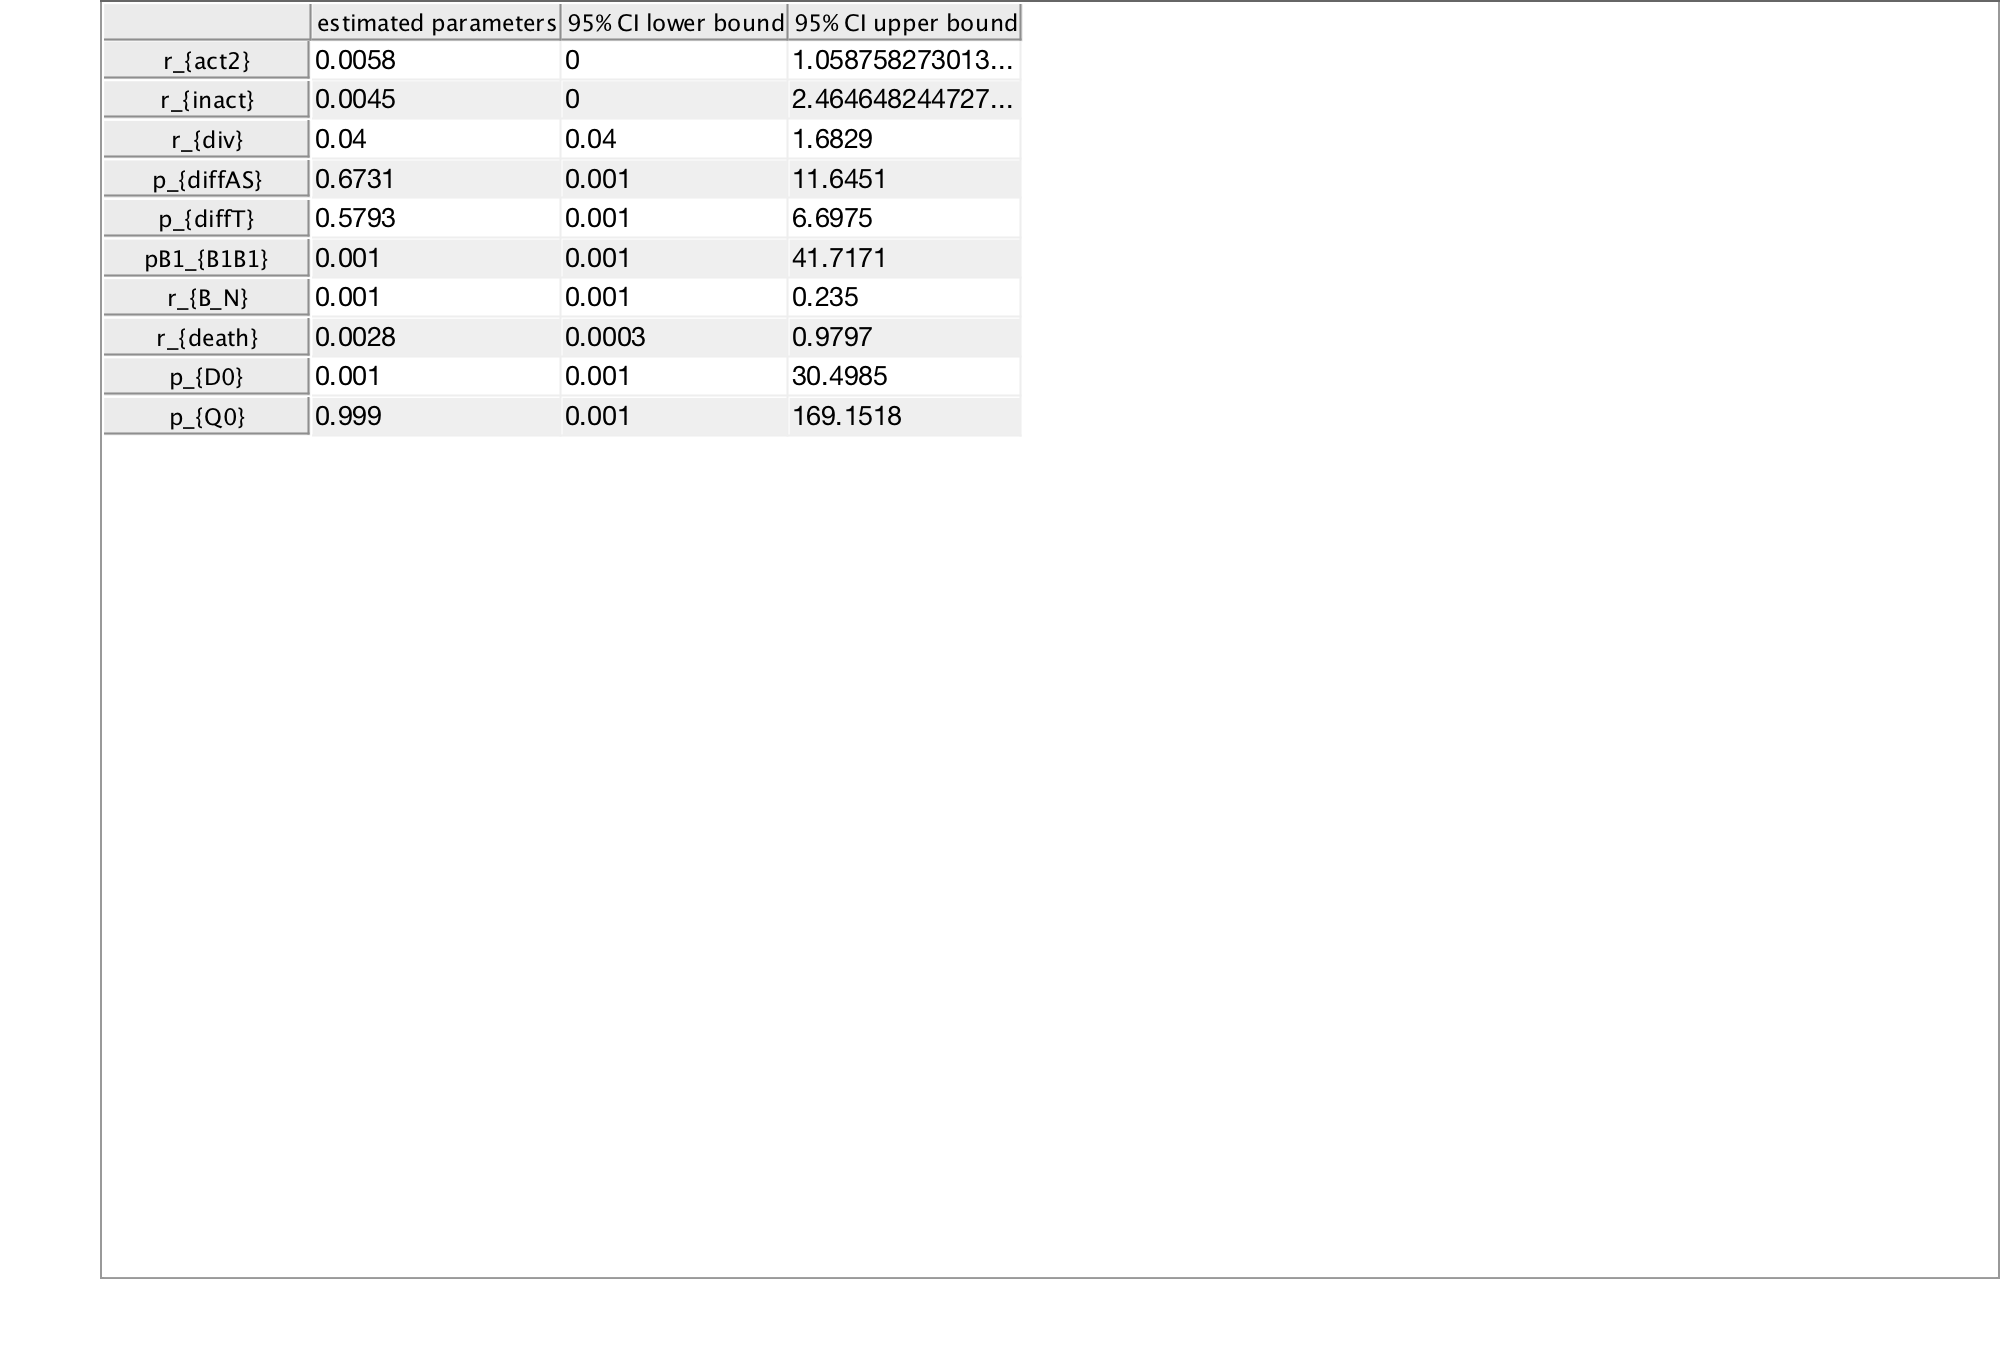 estimated parameters 95% CI lower bound 95% CI upper bound
r_{act2} 0.0058 0 1.058758273013...
r_{inact} 0.0045 0 2.464648244727...
r_{div} 0.04 0.04 1.6829
p_{diffAS} 0.6731 0.001 11.6451
p_{diffT} 0.5793 0.001 6.6975
pB1_{B1B1} 0.001 0.001 41.7171
r_{B_N} 0.001 0.001 0.235
r_{death} 0.0028 0.0003 0.9797
p_{D0} 0.001 0.001 30.4985
p_{Q0} 0.999 0.001 169.1518